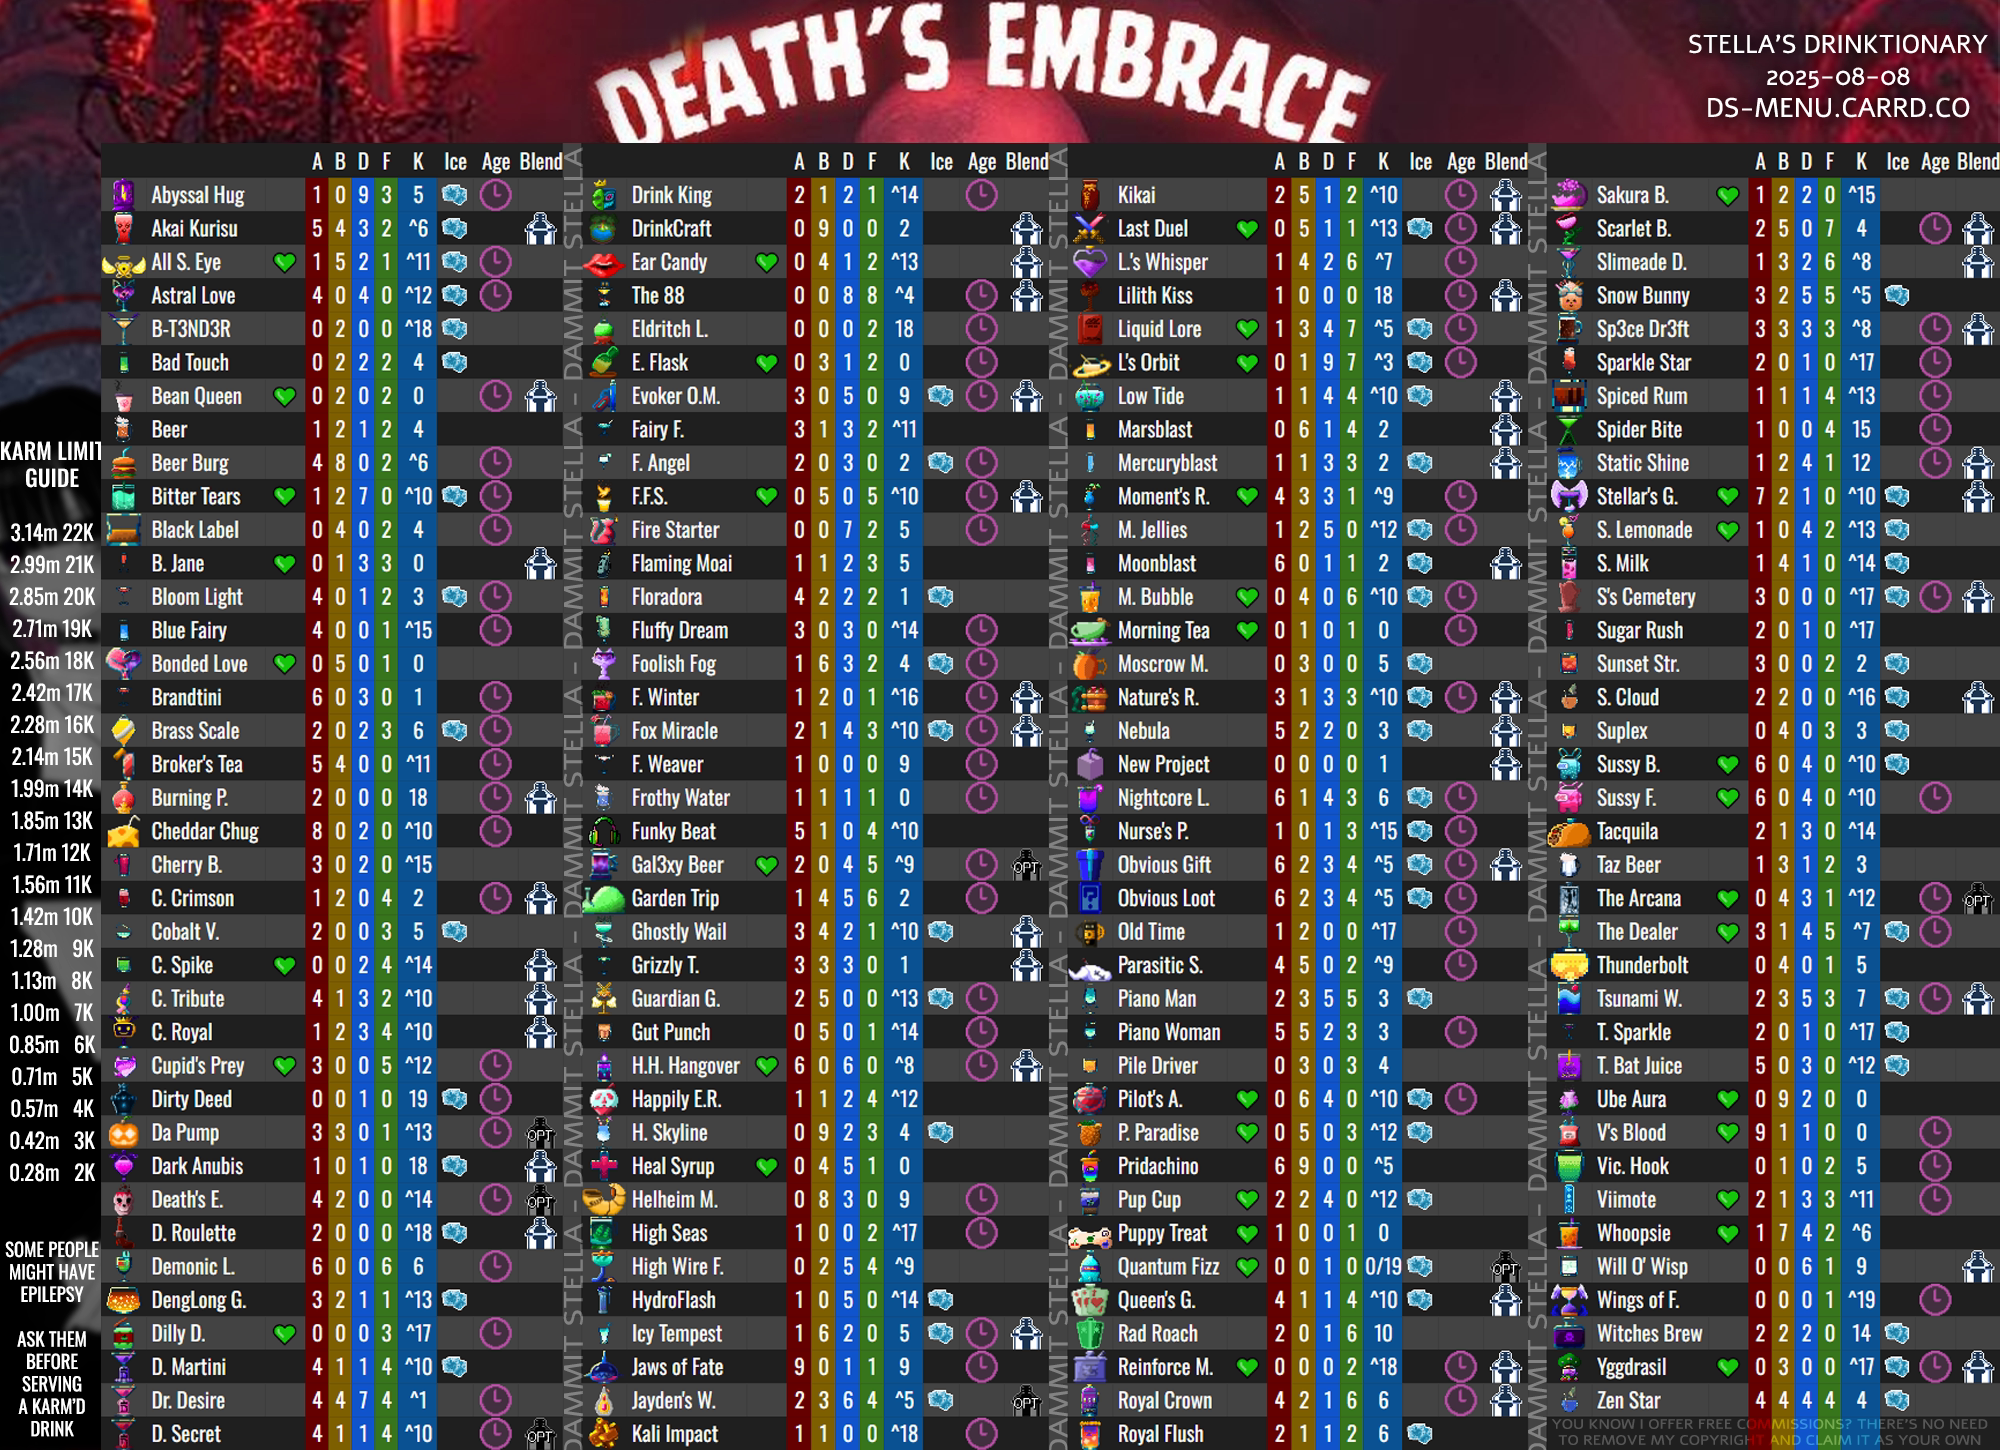 DEATH'S EMBRACE
STELLA'S DRINKTIONARY
2025-08-08
DS-MENU.CARRD.CO
A B D F K Ice Age Blend
Abyssal Hug 1 0 9 3 5
Akai Kurisu 5 4 3 2 ^6
All S. Eye 1 5 2 1 ^11
Astral Love 4 0 4 0 ^12
B-T3ND3R 0 2 0 0 ^18
Bad Touch 0 2 2 2 4
Bean Queen 0 2 0 2 0
Beer 1 2 1 2 4
Beer Burg 4 8 0 2 ^6
Bitter Tears 1 2 7 0 ^10
Black Label 0 4 0 2 4
B. Jane 0 1 3 3 0
Bloom Light 4 0 1 2 3
Blue Fairy 4 0 0 1 ^15
Bonded Love 0 5 0 1 0
Brandtini 6 0 3 0 1
Brass Scale 2 0 2 3 6
Broker's Tea 5 4 0 0 ^11
Burning P. 2 0 0 0 18
Cheddar Chug 8 0 2 0 ^10
Cherry B. 3 0 2 0 ^15
C. Crimson 1 2 0 4 2
Cobalt V. 2 0 0 3 5
C. Spike 0 0 2 4 ^14
C. Tribute 4 1 3 2 ^10
C. Royal 1 2 3 4 ^10
Cupid's Prey 3 0 0 5 ^12
Dirty Deed 0 0 1 0 19
Da Pump 3 3 0 1 ^13 OPT
Dark Anubis 1 0 1 0 18
Death's E. 4 2 0 0 ^14 OPT
D. Roulette 2 0 0 0 ^18
Demonic L. 6 0 0 6 6
DengLong G. 3 2 1 1 ^13
Dilly D. 0 0 0 3 ^17
D. Martini 4 1 1 4 ^10
Dr. Desire 4 4 7 4 ^1
D. Secret 4 1 1 4 ^10 OPT
A B D F K Ice Age Blend
Drink King 2 1 2 1 ^14
DrinkCraft 0 9 0 0 2
Ear Candy 0 4 1 2 ^13
The 88 0 0 8 8 ^4
Eldritch L. 0 0 0 2 18
E. Flask 0 3 1 2 0
Evoker O.M. 3 0 5 0 9
Fairy F. 3 1 3 2 ^11
F. Angel 2 0 3 0 2
F.F.S. 0 5 0 5 ^10
Fire Starter 0 0 7 2 5
Flaming Moai 1 1 2 3 5
Floradora 4 2 2 2 1
Fluffy Dream 3 0 3 0 ^14
Foolish Fog 1 6 3 2 4
F. Winter 1 2 0 1 ^16
Fox Miracle 2 1 4 3 ^10
F. Weaver 1 0 0 0 9
Frothy Water 1 1 1 1 0
Funky Beat 5 1 0 4 ^10
Gal3xy Beer 2 0 4 5 ^9 OPT
Garden Trip 1 4 5 6 2
Ghostly Wail 3 4 2 1 ^10
Grizzly T. 3 3 3 0 1
Guardian G. 2 5 0 0 ^13
Gut Punch 0 5 0 1 ^14
H.H. Hangover 6 0 6 0 ^8
Happily E.R. 1 1 2 4 ^12
H. Skyline 0 9 2 3 4
Heal Syrup 0 4 5 1 0
Helheim M. 0 8 3 0 9
High Seas 1 0 0 2 ^17
High Wire F. 0 2 5 4 ^9
HydroFlash 1 0 5 0 ^14
Icy Tempest 1 6 2 0 5
Jaws of Fate 9 0 1 1 9
Jayden's W. 2 3 6 4 ^5 OPT
Kali Impact 1 1 0 0 ^18
A B D F K Ice Age Blend
Kikai 2 5 1 2 ^10
Last Duel 0 5 1 1 ^13
L.'s Whisper 1 4 2 6 ^7
Lilith Kiss 1 0 0 0 18
Liquid Lore 1 3 4 7 ^5
L's Orbit 0 1 9 7 ^3
Low Tide 1 1 4 4 ^10
Marsblast 0 6 1 4 2
Mercuryblast 1 1 3 3 2
Moment's R. 4 3 3 1 ^9
M. Jellies 1 2 5 0 ^12
Moonblast 6 0 1 1 2
M. Bubble 0 4 0 6 ^10
Morning Tea 0 1 0 1 0
Moscrow M. 0 3 0 0 5
Nature's R. 3 1 3 3 ^10
Nebula 5 2 2 0 3
New Project 0 0 0 0 1
Nightcore L. 6 1 4 3 6
Nurse's P. 1 0 1 3 ^15
Obvious Gift 6 2 3 4 ^5
Obvious Loot 6 2 3 4 ^5
Old Time 1 2 0 0 ^17
Parasitic S. 4 5 0 2 ^9
Piano Man 2 3 5 5 3
Piano Woman 5 5 2 3 3
Pile Driver 0 3 0 3 4
Pilot's A. 0 6 4 0 ^10
P. Paradise 0 5 0 3 ^12
Pridachino 6 9 0 0 ^5
Pup Cup 2 2 4 0 ^12
Puppy Treat 1 0 0 1 0
Quantum Fizz 0 0 1 0 0/19 OPT
Queen's G. 4 1 1 4 ^10
Rad Roach 2 0 1 6 10
Reinforce M. 0 0 0 2 ^18
Royal Crown 4 2 1 6 6
Royal Flush 2 1 1 2 6
A B D F K Ice Age Blend
Sakura B. 1 2 2 0 ^15
Scarlet B. 2 5 0 7 4
Slimeade D. 1 3 2 6 ^8
Snow Bunny 3 2 5 5 ^5
Sp3ce Dr3ft 3 3 3 3 ^8
Sparkle Star 2 0 1 0 ^17
Spiced Rum 1 1 1 4 ^13
Spider Bite 1 0 0 4 15
Static Shine 1 2 4 1 12
Stellar's G. 7 2 1 0 ^10
S. Lemonade 1 0 4 2 ^13
S. Milk 1 4 1 0 ^14
S's Cemetery 3 0 0 0 ^17
Sugar Rush 2 0 1 0 ^17
Sunset Str. 3 0 0 2 2
S. Cloud 2 2 0 0 ^16
Suplex 0 4 0 3 3
Sussy B. 6 0 4 0 ^10
Sussy F. 6 0 4 0 ^10
Tacquila 2 1 3 0 ^14
Taz Beer 1 3 1 2 3
The Arcana 0 4 3 1 ^12 OPT
The Dealer 3 1 4 5 ^7
Thunderbolt 0 4 0 1 5
Tsunami W. 2 3 5 3 7
T. Sparkle 2 0 1 0 ^17
T. Bat Juice 5 0 3 0 ^12
Ube Aura 0 9 2 0 0
V's Blood 9 1 1 0 0
Vic. Hook 0 1 0 2 5
Viimote 2 1 3 3 ^11
Whoopsie 1 7 4 2 ^6
Will O' Wisp 0 0 6 1 9
Wings of F. 0 0 0 1 ^19
Witches Brew 2 2 2 0 14
Yggdrasil 0 3 0 0 ^17
Zen Star 4 4 4 4 4
YOU KNOW I OFFER FREE COMMISSIONS? THERE'S NO NEED
TO REMOVE MY COPYRIGHT AND CLAIM IT AS YOUR OWN
KARM LIMIT
GUIDE
3.14m 22K
2.99m 21K
2.85m 20K
2.71m 19K
2.56m 18K
2.42m 17K
2.28m 16K
2.14m 15K
1.99m 14K
1.85m 13K
1.71m 12K
1.56m 11K
1.42m 10K
1.28m 9K
1.13m 8K
1.00m 7K
0.85m 6K
0.71m 5K
0.57m 4K
0.42m 3K
0.28m 2K
SOME PEOPLE
MIGHT HAVE
EPILEPSY
ASK THEM
BEFORE
SERVING
A KARM'D
DRINK
DAMMIT STELLA - DAMMIT STELLA - DAMMIT STELLA - DAMMIT STELLA
DAMMIT STELLA - DAMMIT STELLA - DAMMIT STELLA - DAMMIT STELLA
DAMMIT STELLA - DAMMIT STELLA - DAMMIT STELLA - DAMMIT STELLA